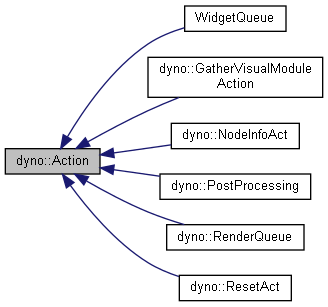 WidgetQueue
dyno::GatherVisualModule
Action
dyno::NodeInfoAct
dyno::Action
dyno::PostProcessing
dyno::RenderQueue
dyno::ResetAct